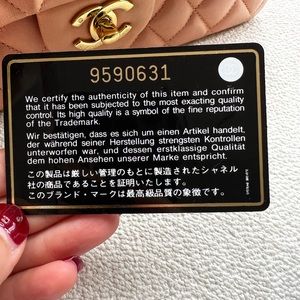 9590631
We certify the authenticity of this item and confirm
that it has been subjected to the most exacting quality
control. Its high quality is a symbol of the fine reputation
of the Trademark.
Wir bestätigen, dass es sich um einen Artikel handelt,
der während seiner Herstellung strengsten Kontrollen
unterworfen war, und dessen erstklassige Qualität
dem hohen Ansehen unserer Marke entspricht.
この製品は厳しい管理のもとに製造されたシャネル
社の商品であることを証明いたします。
このブランド・マークは最高級品質の象徴です。